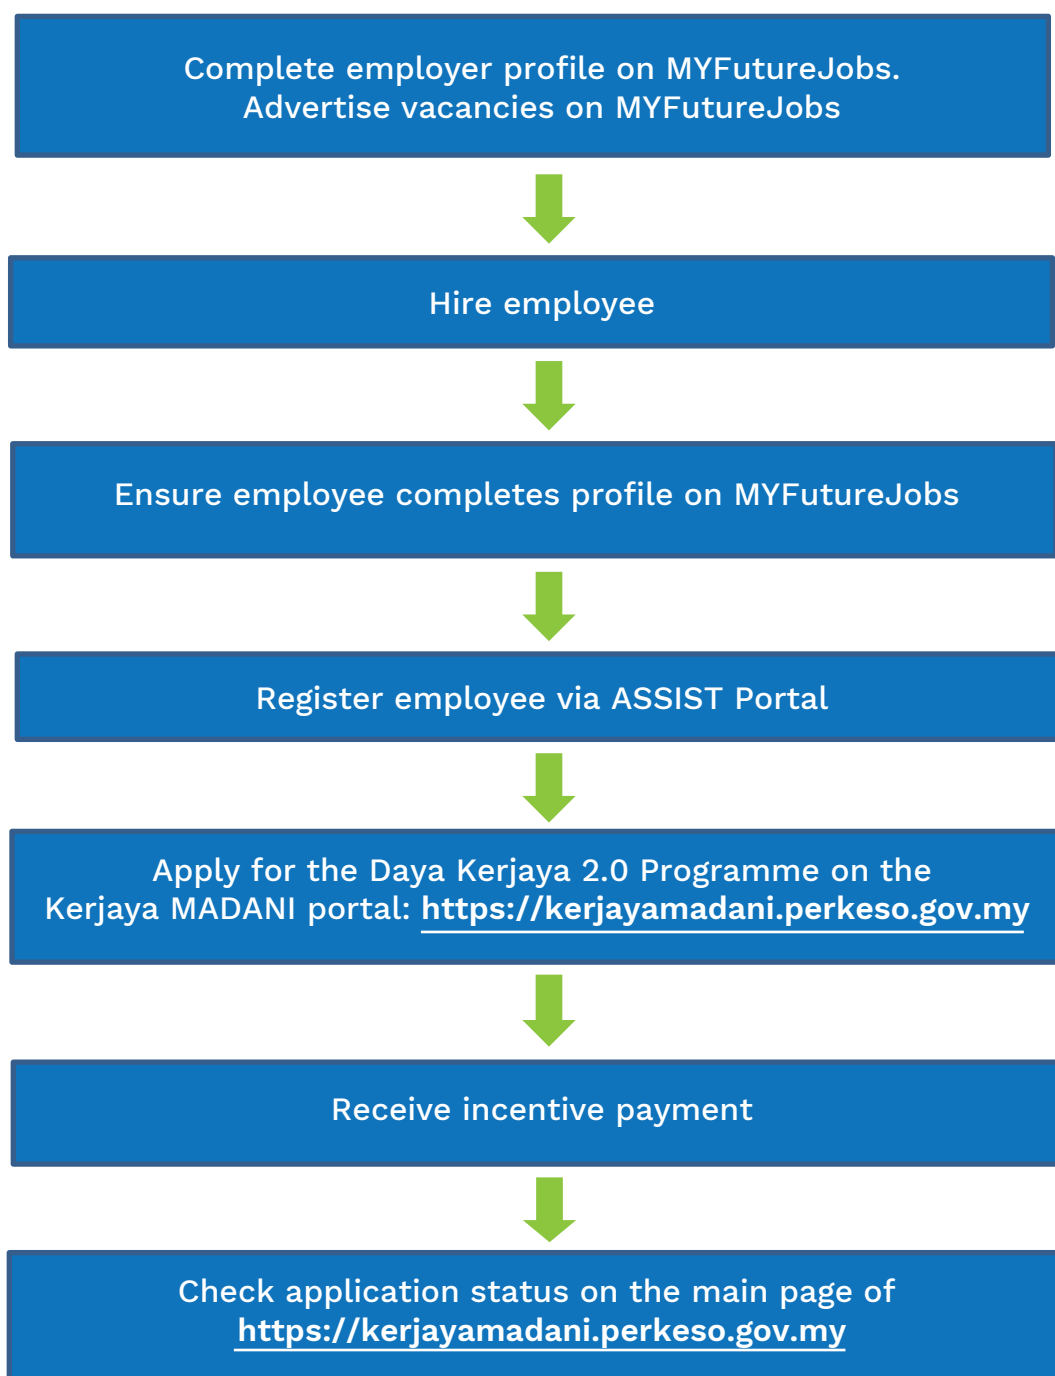 Complete employer profile on MYFutureJobs.
Advertise vacancies on MYFutureJobs
Hire employee
Ensure employee completes profile on MYFutureJobs
Register employee via ASSIST Portal
Apply for the Daya Kerjaya 2.0 Programme on the
Kerjaya MADANI portal: https://kerjayamadani.perkeso.gov.my
Receive incentive payment
Check application status on the main page of
https://kerjayamadani.perkeso.gov.my